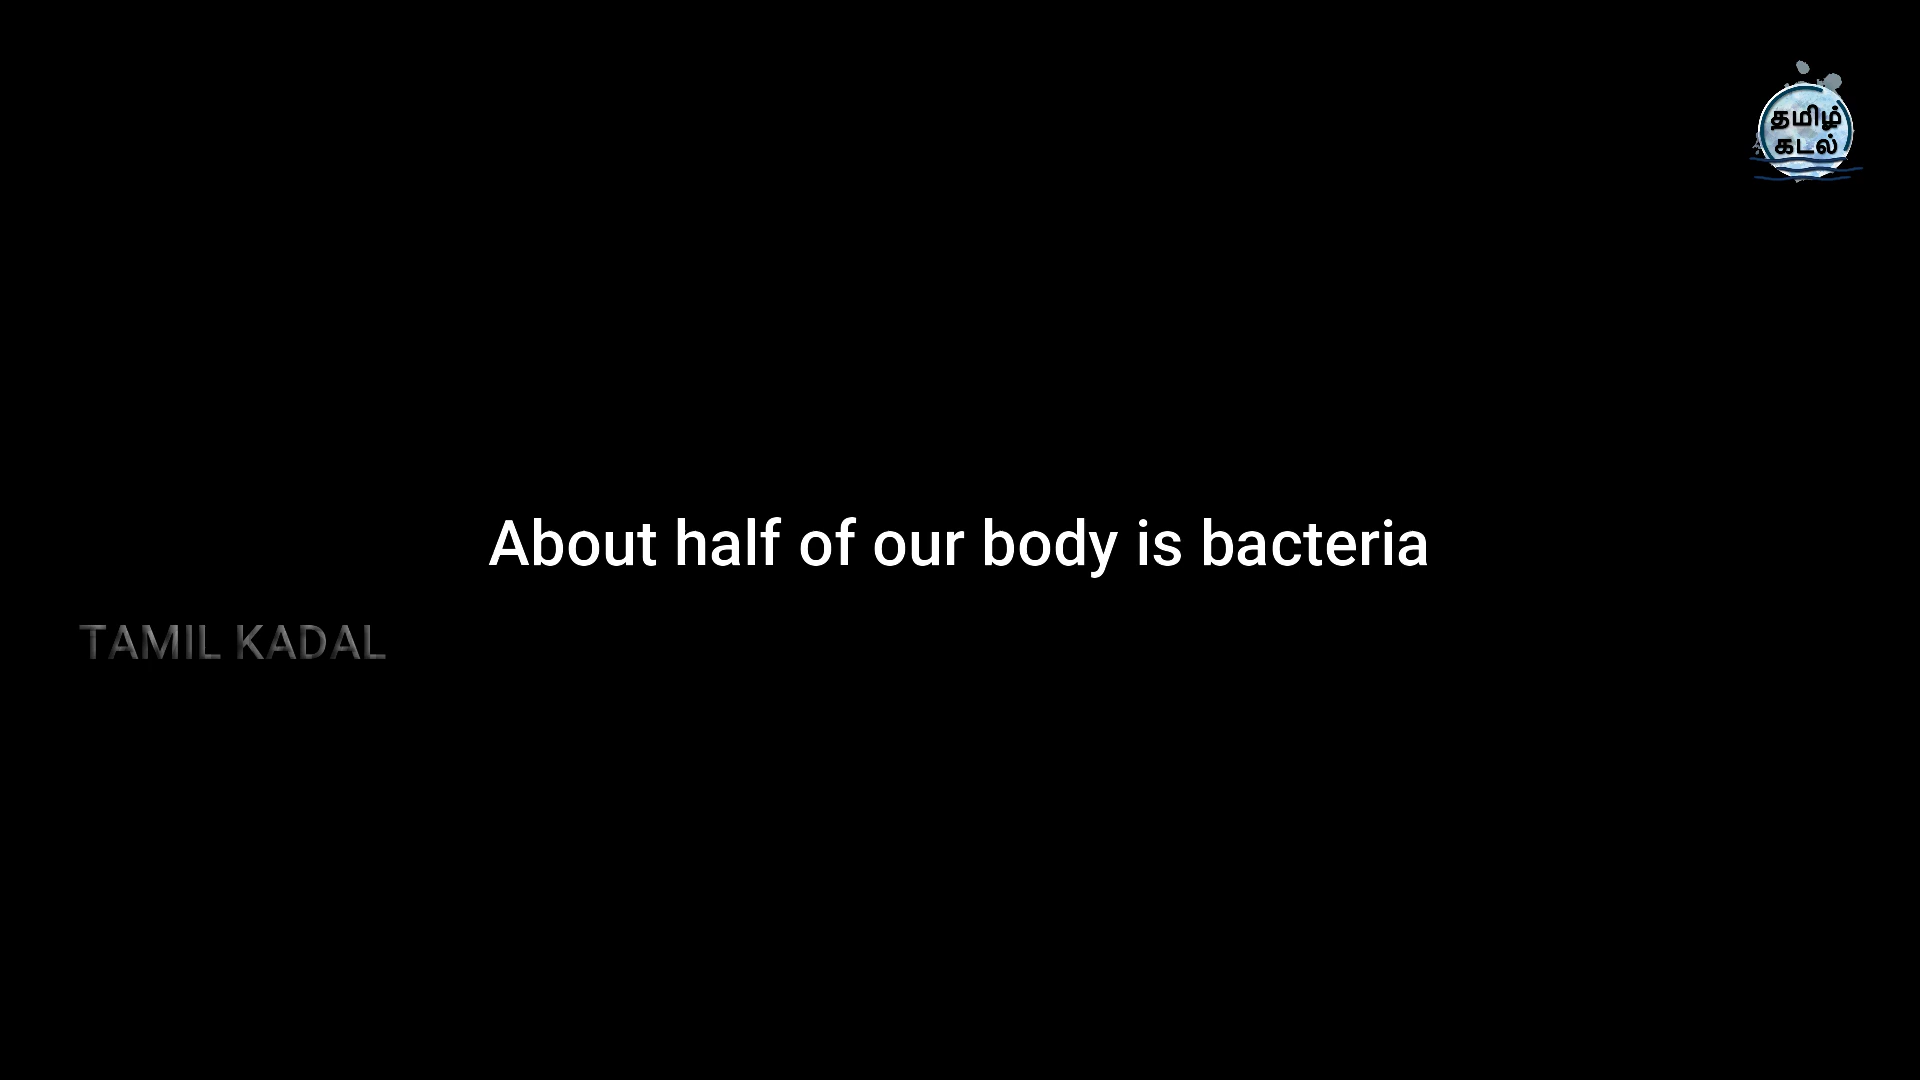 தமிழ்
கடல்
About half of our body is bacteria
TAMIL KADAL